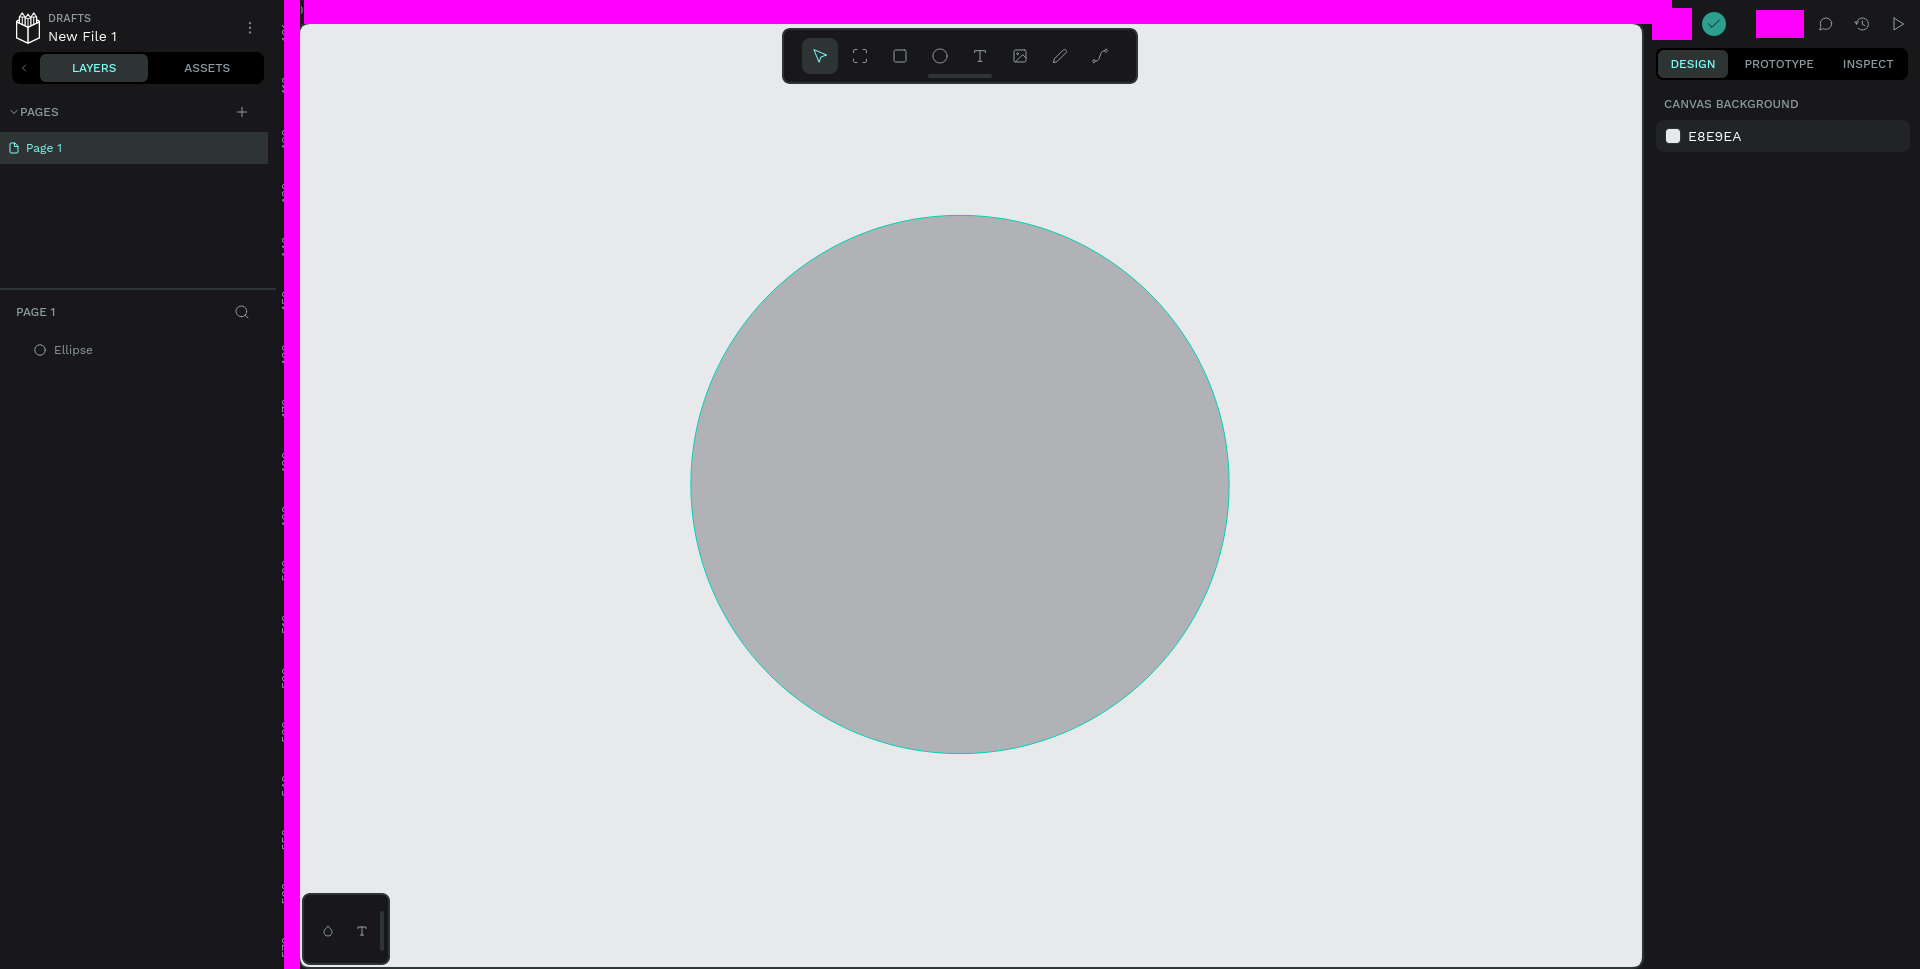 DRAFTS
New File 1
LAYERS
ASSETS
PAGES
Page 1
PAGE 1
Ellipse
DESIGN
PROTOTYPE
INSPECT
CANVAS BACKGROUND
E8E9EA